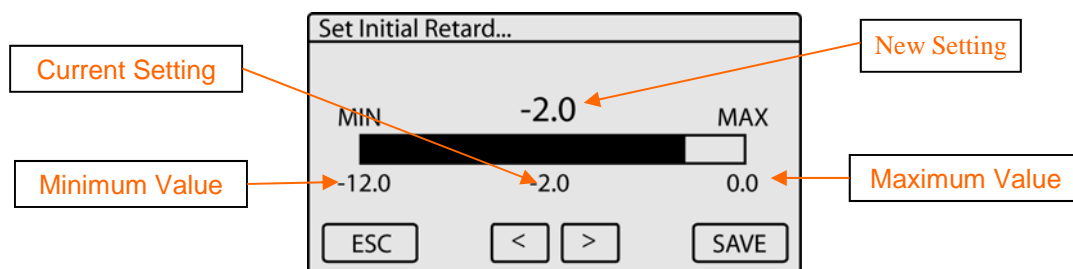 Set Initial Retard...
New Setting
Current Setting
-2.0
MIN
MAX
Minimum Value
-12.0
-2.0
0.0
Maximum Value
ESC
<
>
SAVE